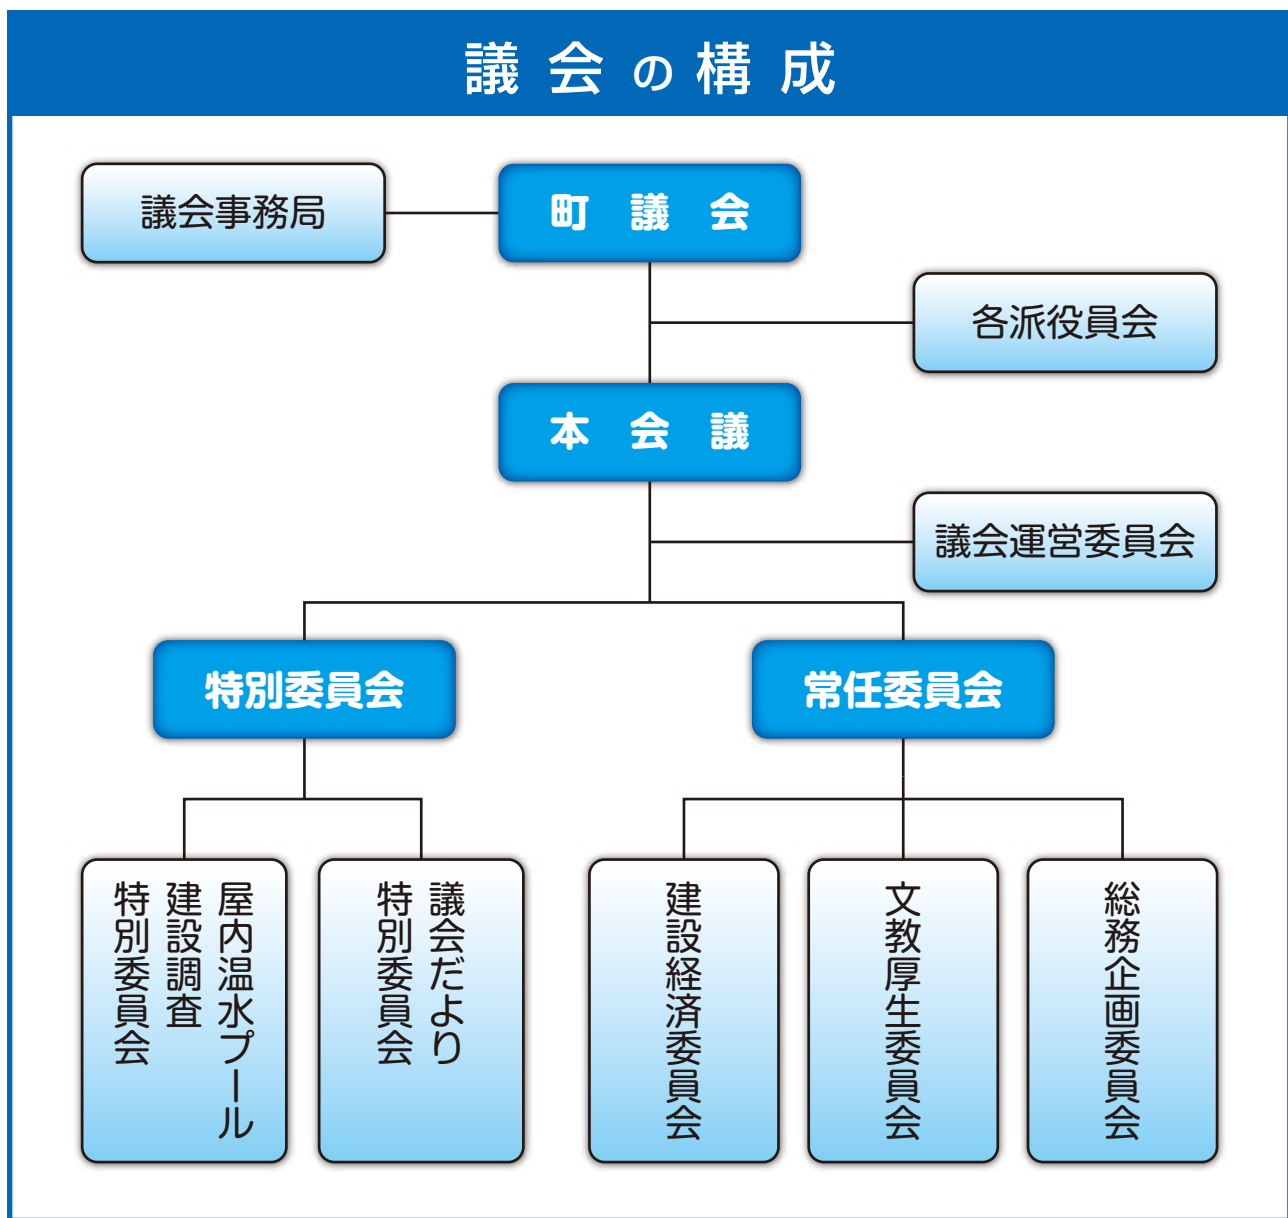 議会の構成
議会事務局
町議会
各派役員会
本会議
議会運営委員会
特別委員会
常任委員会
屋内温水プール
建設調査
特別委員会
議会だより
特別委員会
建設経済委員会
文教厚生委員会
総務企画委員会